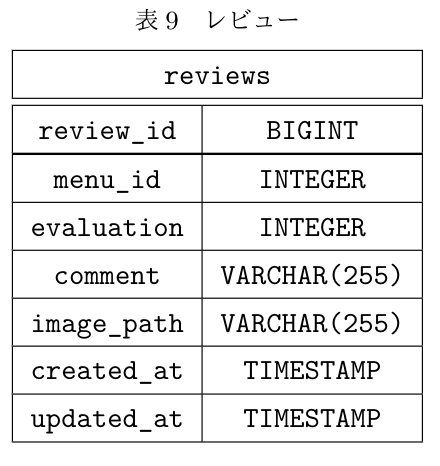 表 9　レビュー
reviews
review_id BIGINT
menu_id INTEGER
evaluation INTEGER
comment VARCHAR(255)
image_path VARCHAR(255)
created_at TIMESTAMP
updated_at TIMESTAMP